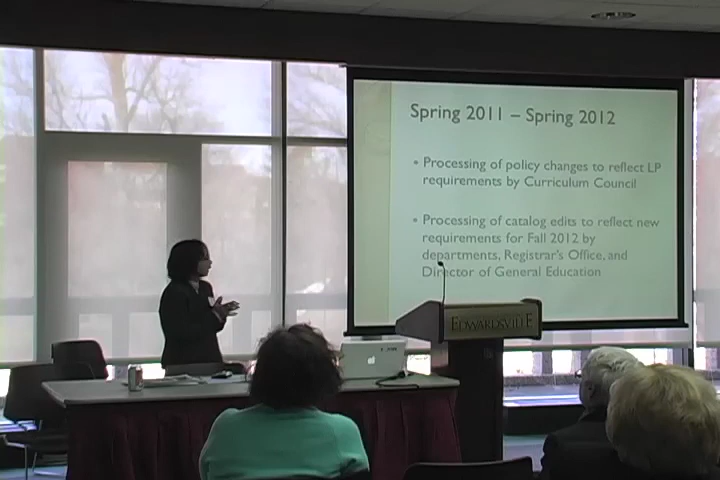 Spring 2011 – Spring 2012
• Processing of policy changes to reflect LP
requirements by Curriculum Council
• Processing of catalog edits to reflect new
requirements for Fall 2012 by
departments, Registrar's Office, and
Director of General Education
EDWARDSVILLE